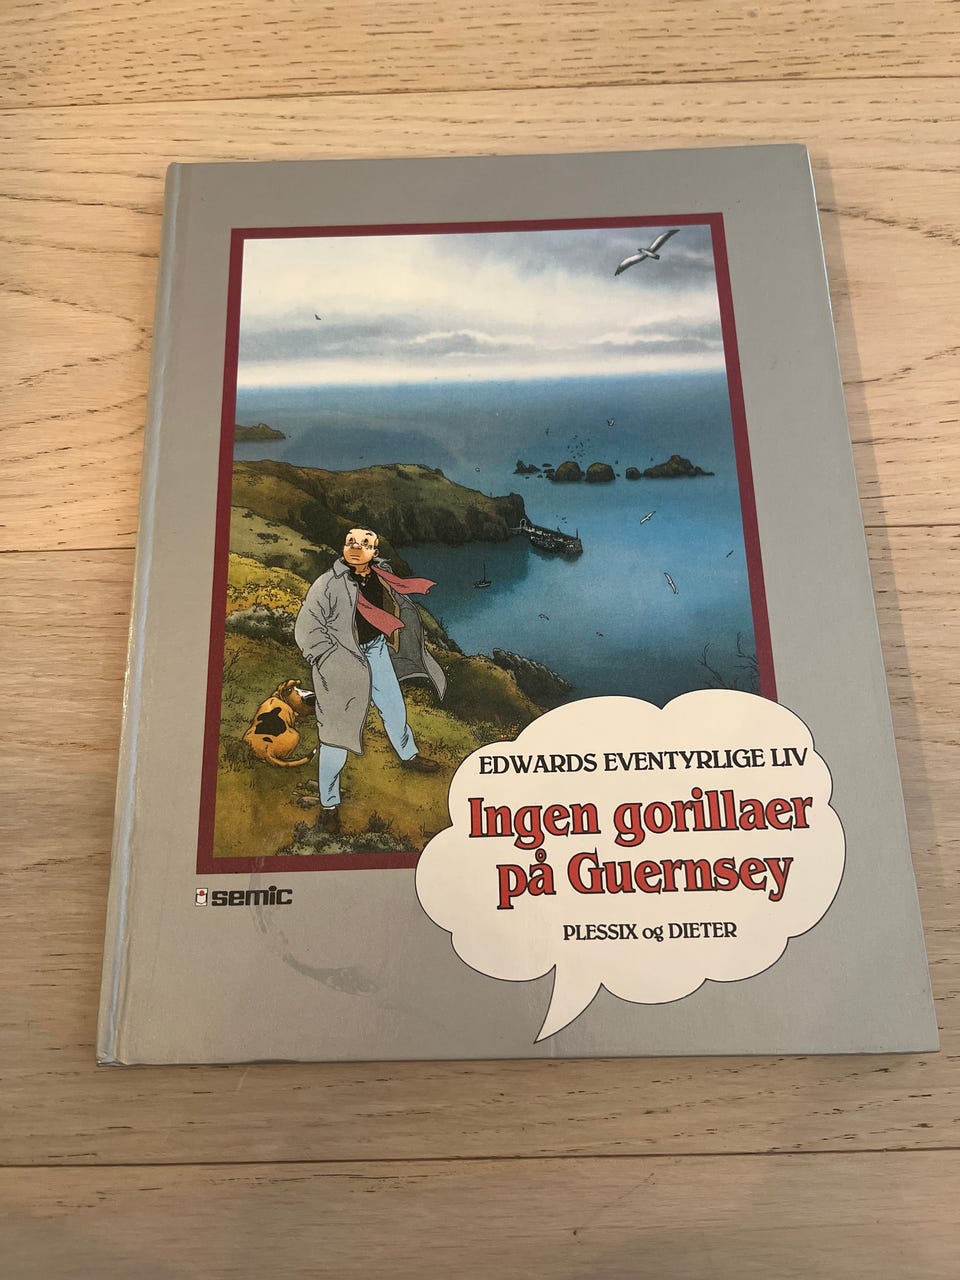 EDWARDS EVENTYRLIGE LIV
Ingen gorillaer
på Guernsey
PLESSIX og DIETER
semic